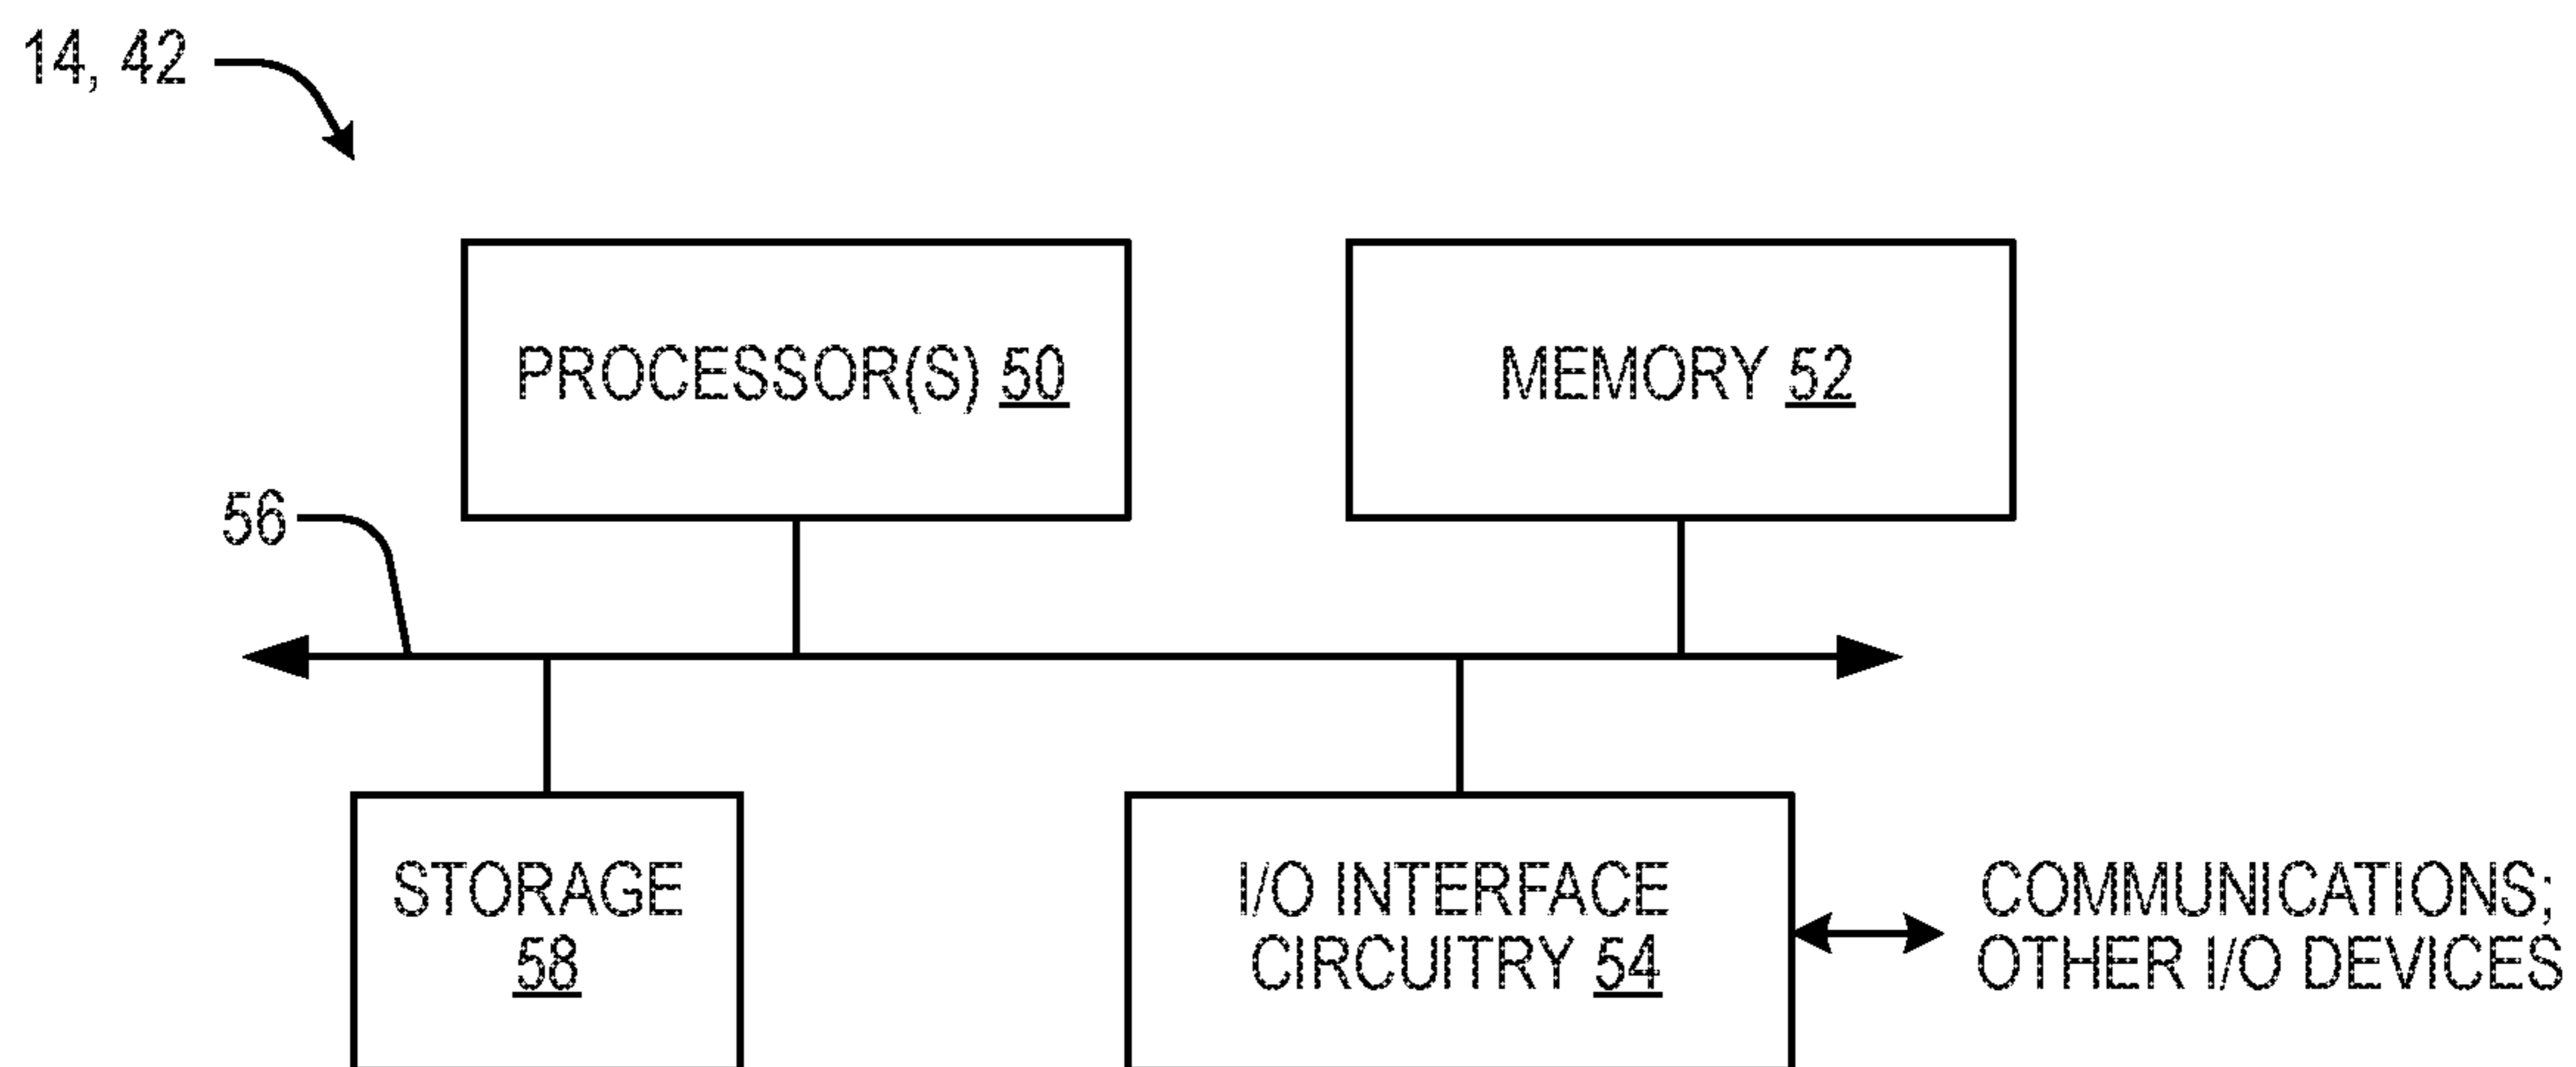 14, 42
PROCESSOR(S) 50
MEMORY 52
56
STORAGE
58
I/O INTERFACE
CIRCUITRY 54
COMMUNICATIONS;
OTHER I/O DEVICES